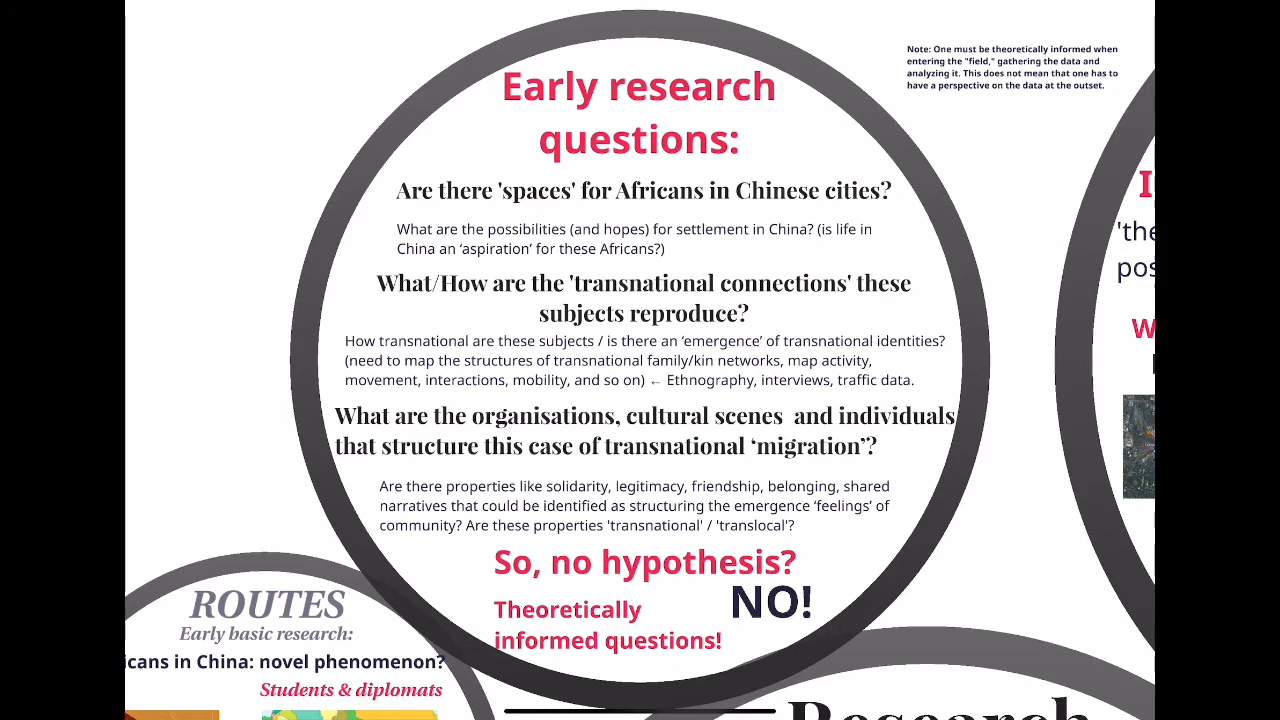 Early research
questions:
Are there 'spaces' for Africans in Chinese cities?
What are the possibilities (and hopes) for settlement in China? (is life in
China an ‘aspiration’ for these Africans?)
What/How are the 'transnational connections' these
subjects reproduce?
How transnational are these subjects / is there an ‘emergence’ of transnational identities?
(need to map the structures of transnational family/kin networks, map activity,
movement, interactions, mobility, and so on) ← Ethnography, interviews, traffic data.
What are the organisations, cultural scenes  and individuals
that structure this case of transnational ‘migration’?
Are there properties like solidarity, legitimacy, friendship, belonging, shared
narratives that could be identified as structuring the emergence ‘feelings’ of
community? Are these properties 'transnational' / 'translocal'?
So, no hypothesis?
NO!
Theoretically
informed questions!
Note: One must be theoretically informed when
entering the "field," gathering the data and
analyzing it. This does not mean that one has to
have a perspective on the data at the outset.
ROUTES
Early basic research:
icans in China: novel phenomenon?
Students & diplomats
'the
pos
Research